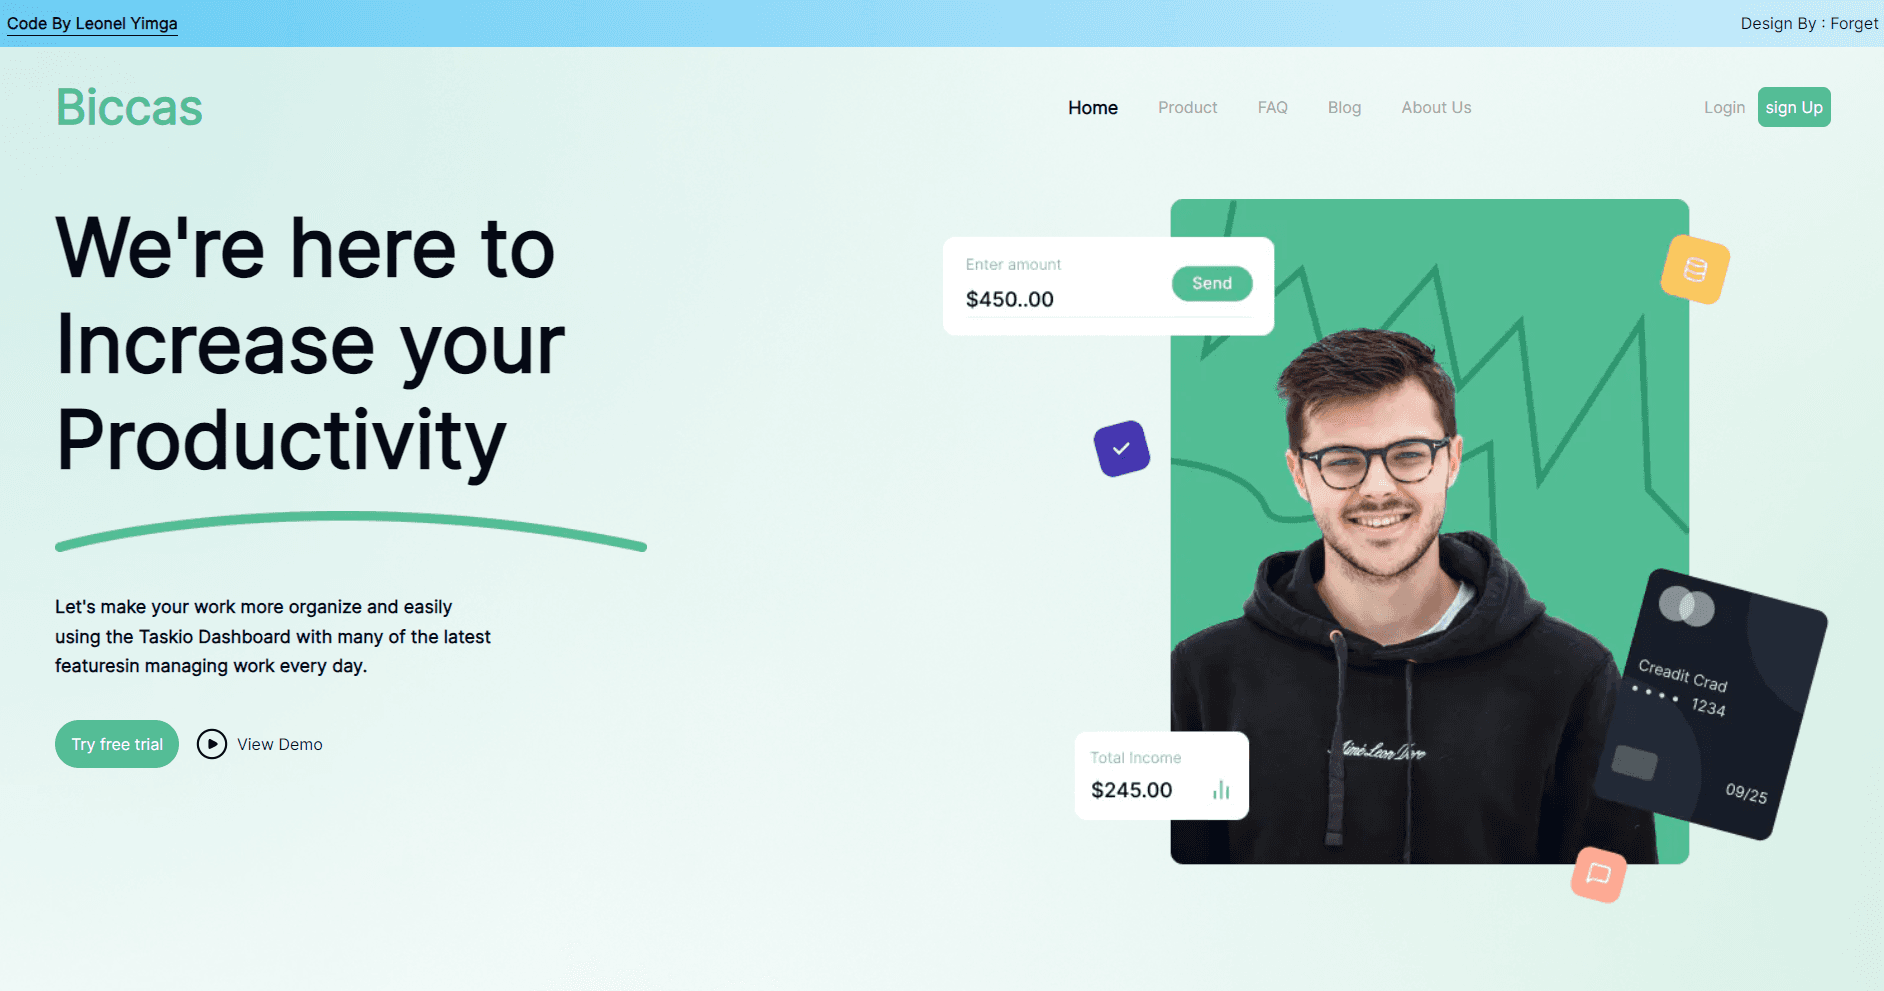 Code By Leonel Yimga
Design By : Forget
Biccas
Home
Product
FAQ
Blog
About Us
Login
sign Up
We're here to
Increase your
Productivity
Let's make your work more organize and easily
using the Taskio Dashboard with many of the latest
featuresin managing work every day.
Try free trial
View Demo
Enter amount
$450..00
Send
Creadit Crad
1234
09/25
Total Income
$245.00
Aimé Leon Dore